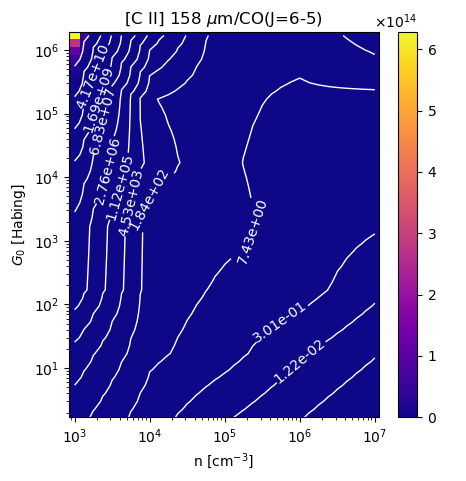 [C II] 158 μm/CO(J=6-5)
×10¹⁴
G₀ [Habing]
10⁶
10⁵
10⁴
10³
10²
10¹
4.17e+10
1.69e+09
6.83e+07
2.76e+06
1.12e+05
4.53e+03
1.84e+02
7.43e+00
3.01e-01
1.22e-02
10³ 10⁴ 10⁵ 10⁶ 10⁷
n [cm⁻³]
6
5
4
3
2
1
0